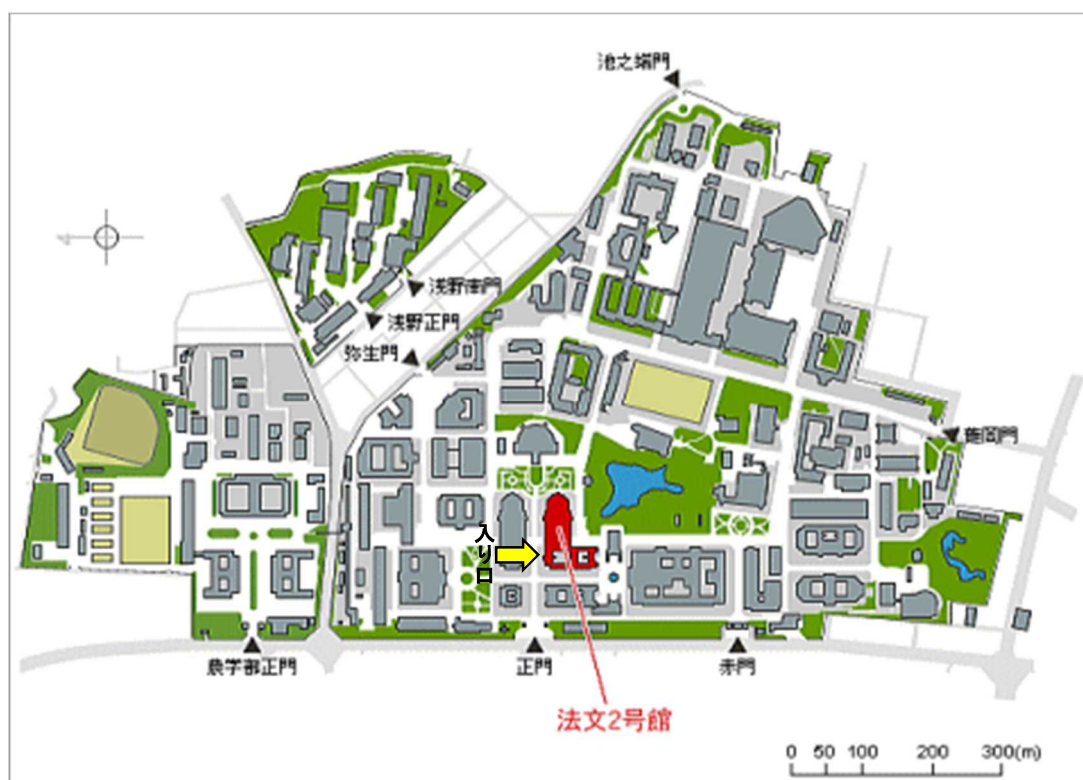 池之端門
浅野南門
浅野正門
弥生門
龍岡門
入り口
農学部正門
正門
赤門
法文2号館
0 50 100 200 300(m)